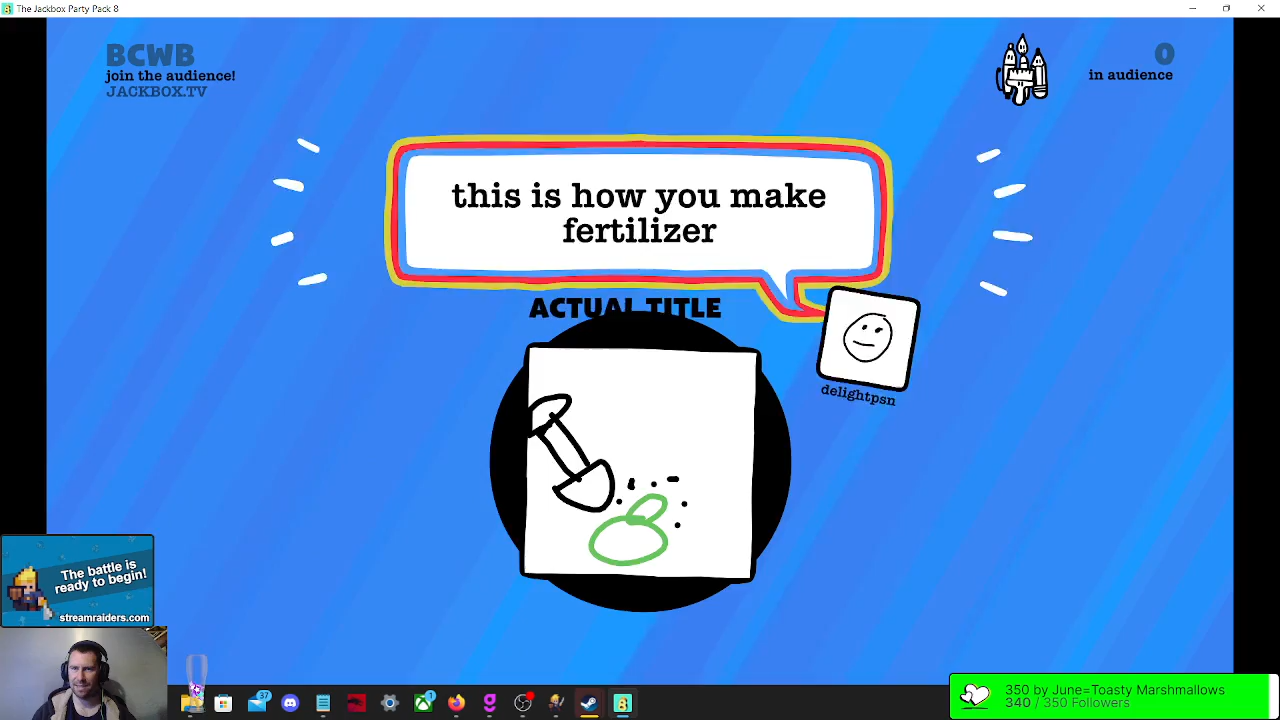 The Jackbox Party Pack 8
BCWB
join the audience!
JACKBOX.TV
0
in audience
this is how you make
fertilizer
ACTUAL TITLE
delightpsn
The battle is
ready to begin!
streamraiders.com
37
1
350 by June=Toasty Marshmallows
340 / 350 Followers